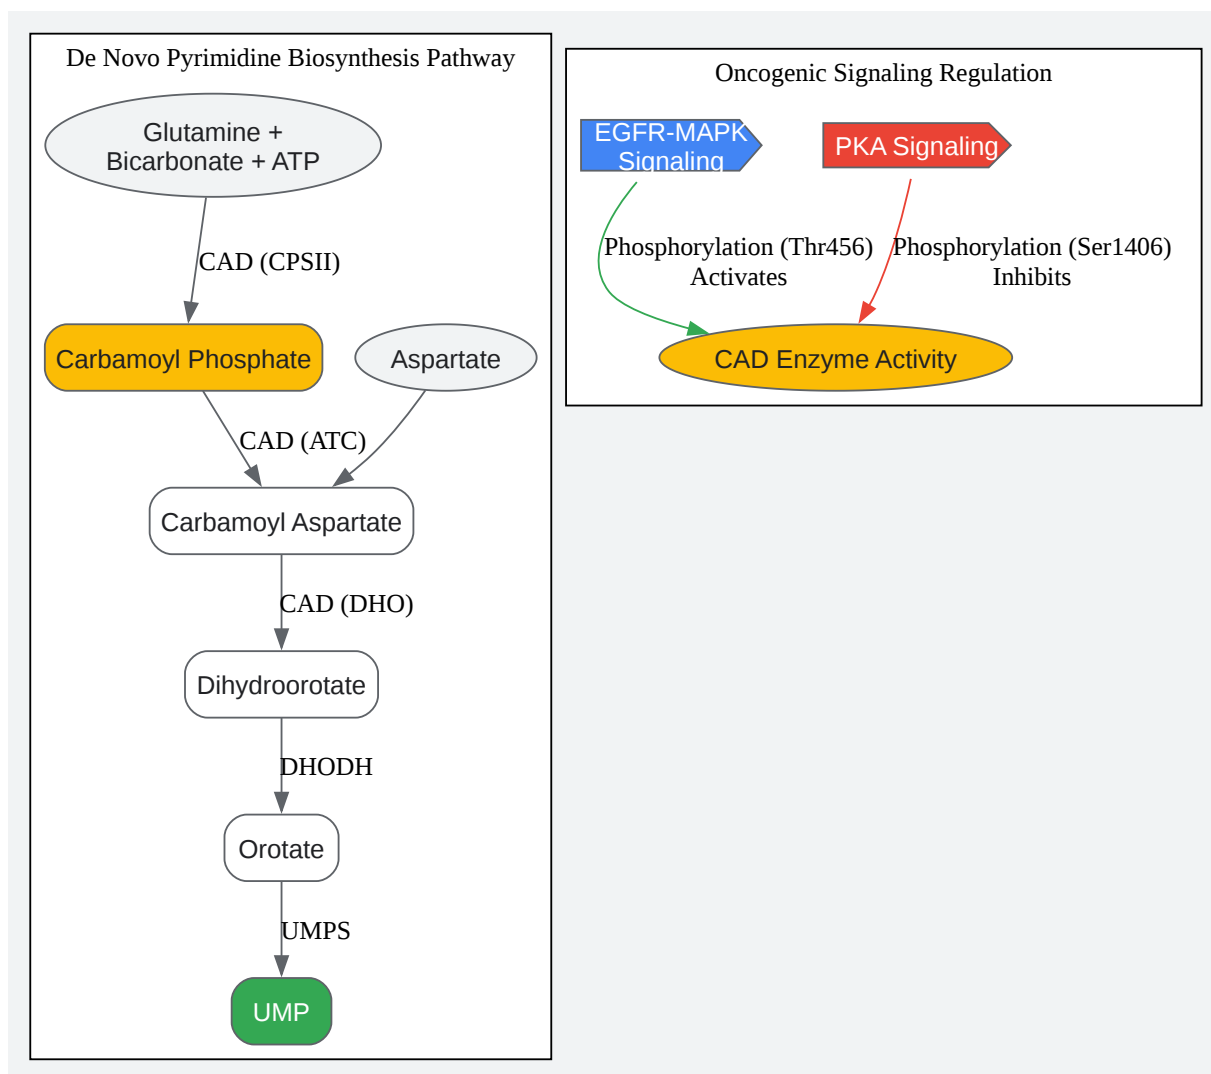 De Novo Pyrimidine Biosynthesis Pathway
Glutamine +
Bicarbonate + ATP
CAD (CPSII)
Carbamoyl Phosphate
Aspartate
CAD (ATC)
Carbamoyl Aspartate
CAD (DHO)
Dihydroorotate
DHODH
Orotate
UMPS
UMP
Oncogenic Signaling Regulation
EGFR-MAPK
Signaling
PKA Signaling
Phosphorylation (Thr456)
Activates
Phosphorylation (Ser1406)
Inhibits
CAD Enzyme Activity